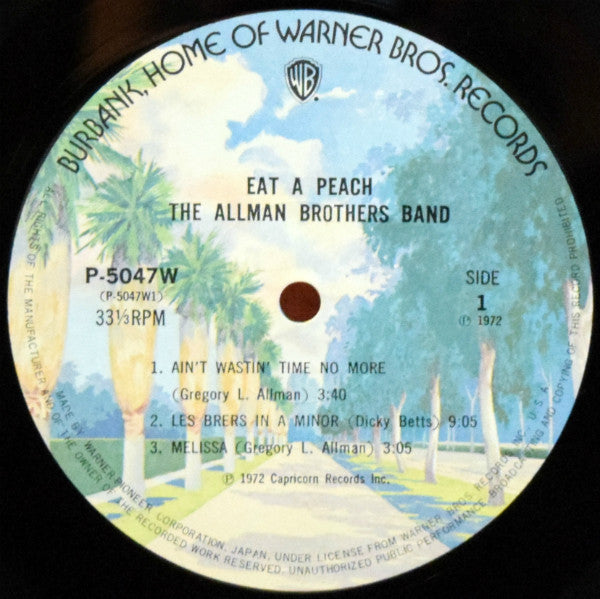 BURBANK, HOME OF WARNER BROS. RECORDS
WB
EAT A PEACH
THE ALLMAN BROTHERS BAND
P-5047W
(P-5047W1)
33⅓RPM
SIDE
1
Ⓟ 1972
1. AIN'T WASTIN' TIME NO MORE
(Gregory L. Allman) 3:40
2. LES BRERS IN A MINOR (Dicky Betts) 9:05
3. MELISSA (Gregory L. Allman) 3:05
Ⓟ 1972 Capricorn Records Inc.
MADE BY WARNER-PIONEER CORPORATION, JAPAN, UNDER LICENSE FROM WARNER BROS RECORDS INC. U.S.A.
ALL RIGHTS OF THE MANUFACTURER AND OF THE OWNER OF THE RECORDED WORK RESERVED. UNAUTHORIZED PUBLIC PERFORMANCE, BROADCASTING AND COPYING OF THIS RECORD PROHIBITED